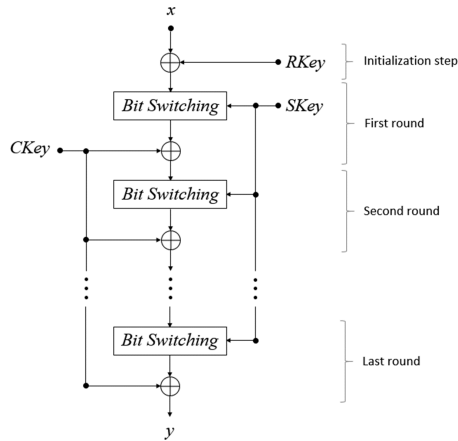 x
RKey
Initialization step
Bit Switching
SKey
First round
CKey
Bit Switching
Second round
Bit Switching
Last round
y